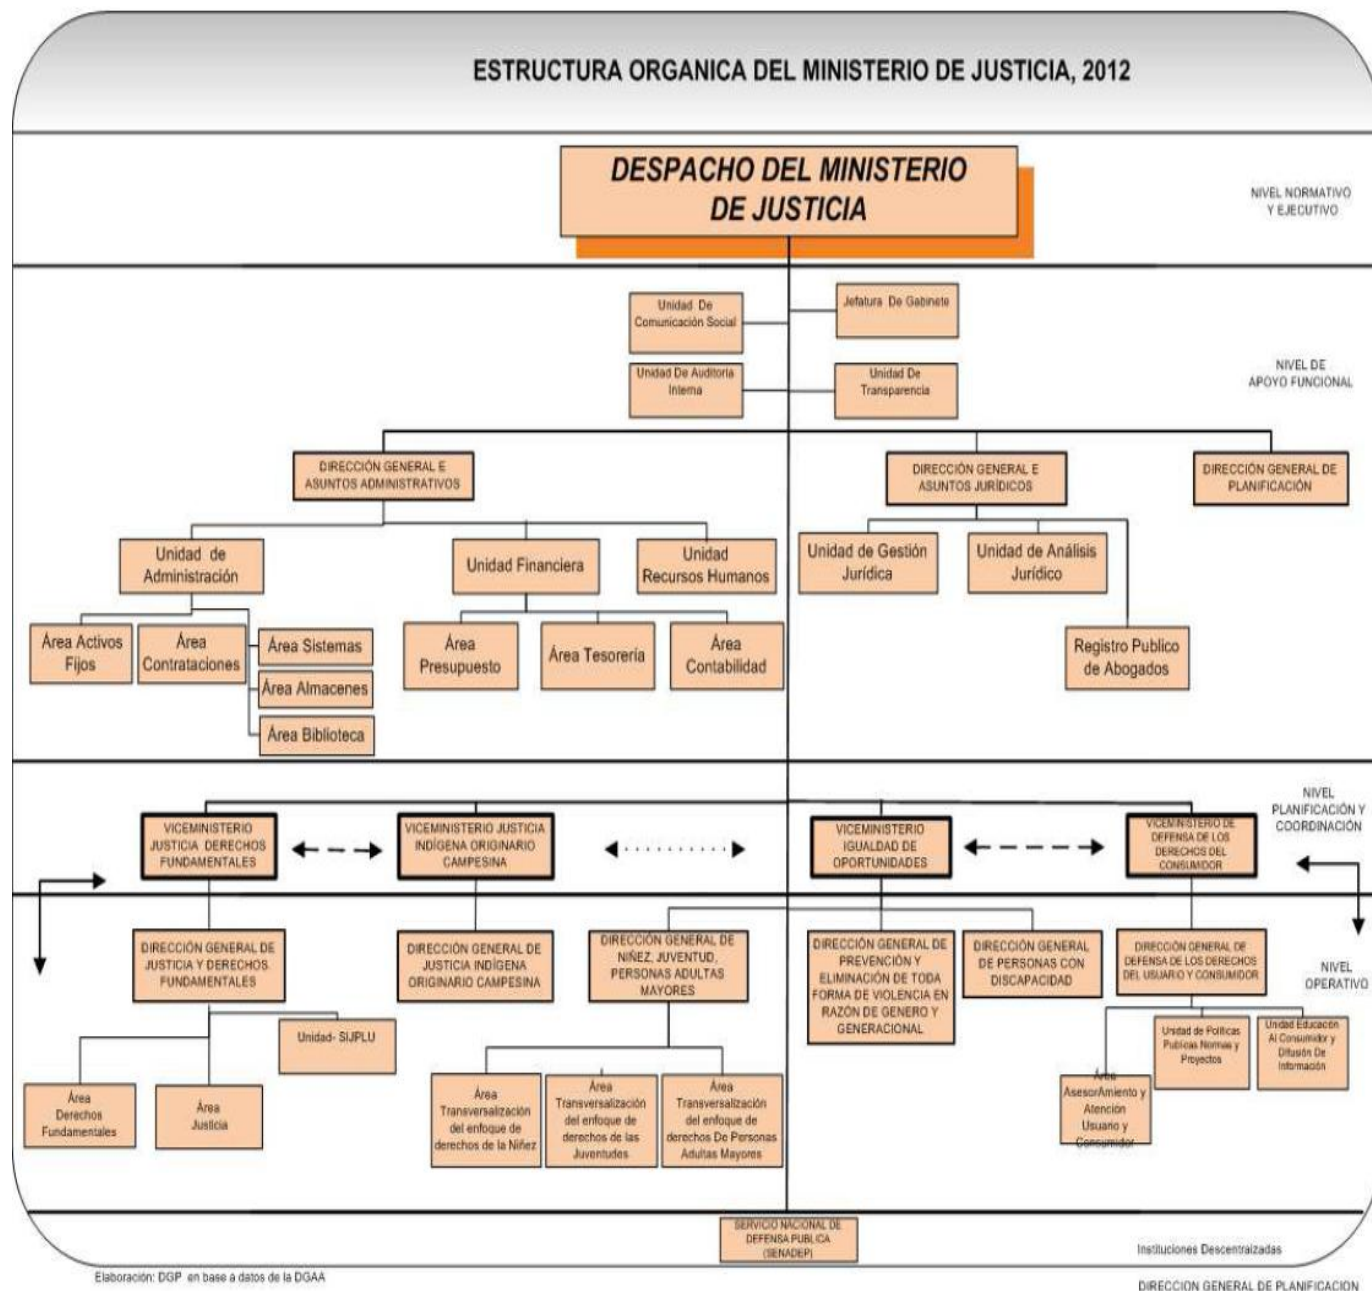 ESTRUCTURA ORGANICA DEL MINISTERIO DE JUSTICIA, 2012
DESPACHO DEL MINISTERIO
DE JUSTICIA
NIVEL NORMATIVO
Y EJECUTIVO
Unidad De
Comunicación Social
Jefatura De Gabinete
Unidad De Auditoria
Interna
Unidad De
Transparencia
NIVEL DE
APOYO FUNCIONAL
DIRECCIÓN GENERAL E
ASUNTOS ADMINISTRATIVOS
DIRECCIÓN GENERAL E
ASUNTOS JURÍDICOS
DIRECCIÓN GENERAL DE
PLANIFICACIÓN
Unidad de
Administración
Unidad Financiera
Unidad
Recursos Humanos
Unidad de Gestión
Jurídica
Unidad de Análisis
Jurídico
Área Activos
Fijos
Área
Contrataciones
Área Sistemas
Área Almacenes
Área Biblioteca
Área
Presupuesto
Área Tesorería
Área
Contabilidad
Registro Publico
de Abogados
NIVEL
PLANIFICACIÓN Y
COORDINACIÓN
VICEMINISTERIO
JUSTICIA DERECHOS
FUNDAMENTALES
VICEMINISTERIO JUSTICIA
INDÍGENA ORIGINARIO
CAMPESINA
VICEMINISTERIO
IGUALDAD DE
OPORTUNIDADES
VICEMINISTERIO DE
DEFENSA DE LOS
DERECHOS DEL
CONSUMIDOR
DIRECCIÓN GENERAL DE
JUSTICIA Y DERECHOS.
FUNDAMENTALES
DIRECCIÓN GENERAL DE
JUSTICIA INDÍGENA
ORIGINARIO CAMPESINA
DIRECCIÓN GENERAL DE
NIÑEZ, JUVENTUD,
PERSONAS ADULTAS
MAYORES
DIRECCIÓN GENERAL DE
PREVENCIÓN Y
ELIMINACIÓN DE TODA
FORMA DE VIOLENCIA EN
RAZÓN DE GENERO Y
GENERACIONAL
DIRECCIÓN GENERAL
DE PERSONAS CON
DISCAPACIDAD
DIRECCIÓN GENERAL DE
DEFENSA DE LOS DERECHOS
DEL USUARIO Y CONSUMIDOR
NIVEL
OPERATIVO
Unidad- SIJPLU
Área
Derechos
Fundamentales
Área
Justicia
Área
Transversalización
del enfoque de
derechos de la Niñez
Área
Transversalización
del enfoque de
derechos de las
Juventudes
Área
Transversalización
del enfoque de
derechos De Personas
Adultas Mayores
Área
AsesorAmiento y
Atención
Usuario y
Consumidor
Unidad de Políticas
Publicas Normas y
Proyectos
Unidad Educación
Al Consumidor y
Difusión De
Información
SERVICIO NACIONAL DE
DEFENSA PUBLICA
(SENADEP)
Instituciones Descentraizadas
Elaboración: DGP en base a datos de la DGAA
DIRECCION GENERAL DE PLANIFICACION